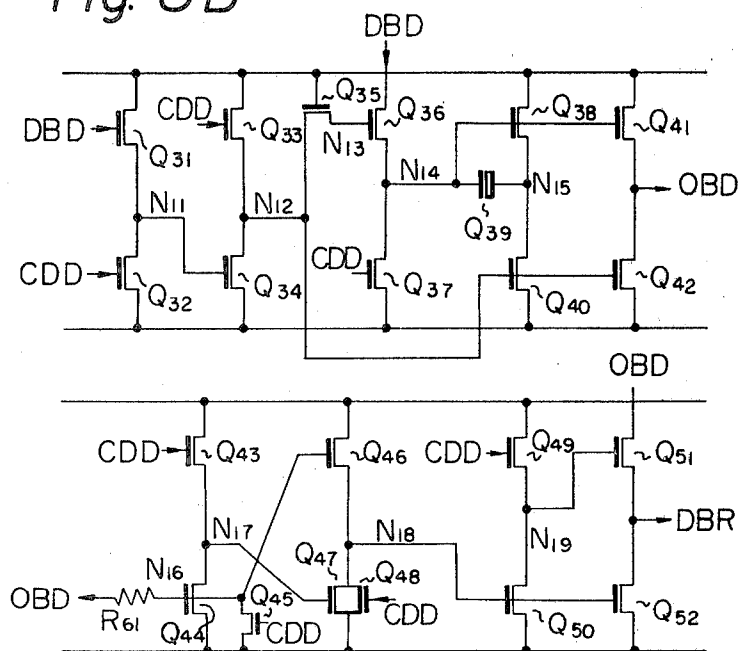 Fig. 8D
DBD
DBD
Q31
CDD
Q32
N11
CDD
Q33
N12
Q34
Q35
N13
Q36
N14
CDD
Q37
Q38
Q39
N15
Q40
Q41
OBD
Q42
OBD
CDD
Q43
N17
N16
OBD
R61
Q44
Q45
CDD
Q46
Q47
N18
Q48
CDD
CDD
Q49
N19
Q50
Q51
DBR
Q52